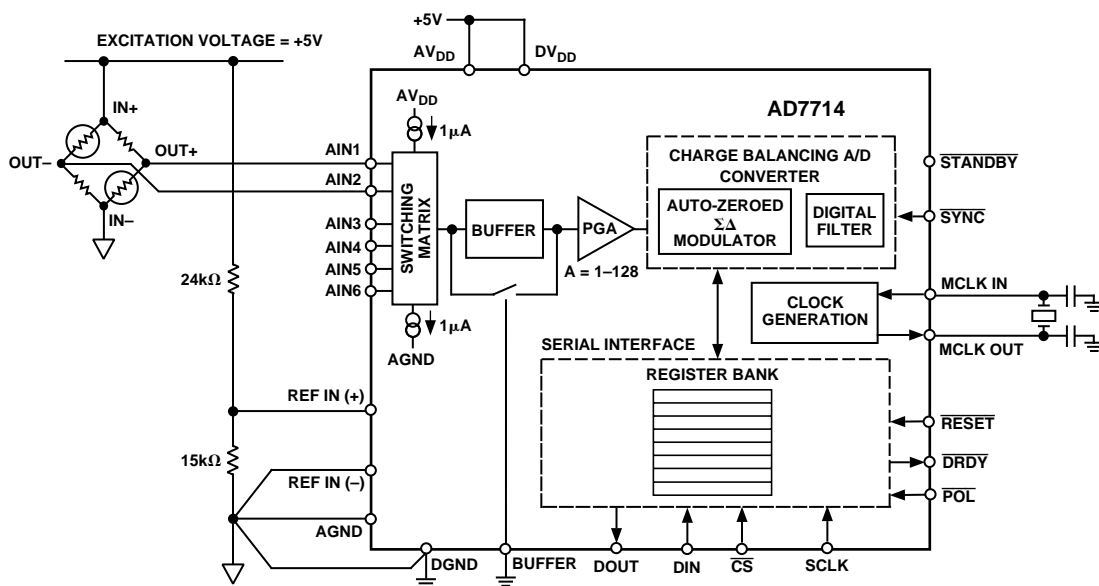 +5V
EXCITATION VOLTAGE = +5V
AVDD
DVDD
AD7714
AVDD
1µA
IN+
OUT+
OUT–
IN–
AIN1
AIN2
AIN3
AIN4
AIN5
AIN6
SWITCHING
MATRIX
BUFFER
PGA
A = 1–128
CHARGE BALANCING A/D
CONVERTER
AUTO-ZEROED
ΣΔ
MODULATOR
DIGITAL
FILTER
STANDBY
SYNC
24kΩ
1µA
AGND
CLOCK
GENERATION
MCLK IN
MCLK OUT
SERIAL INTERFACE
REGISTER BANK
REF IN (+)
15kΩ
REF IN (–)
AGND
RESET
DRDY
POL
DGND
BUFFER
DOUT
DIN
CS
SCLK